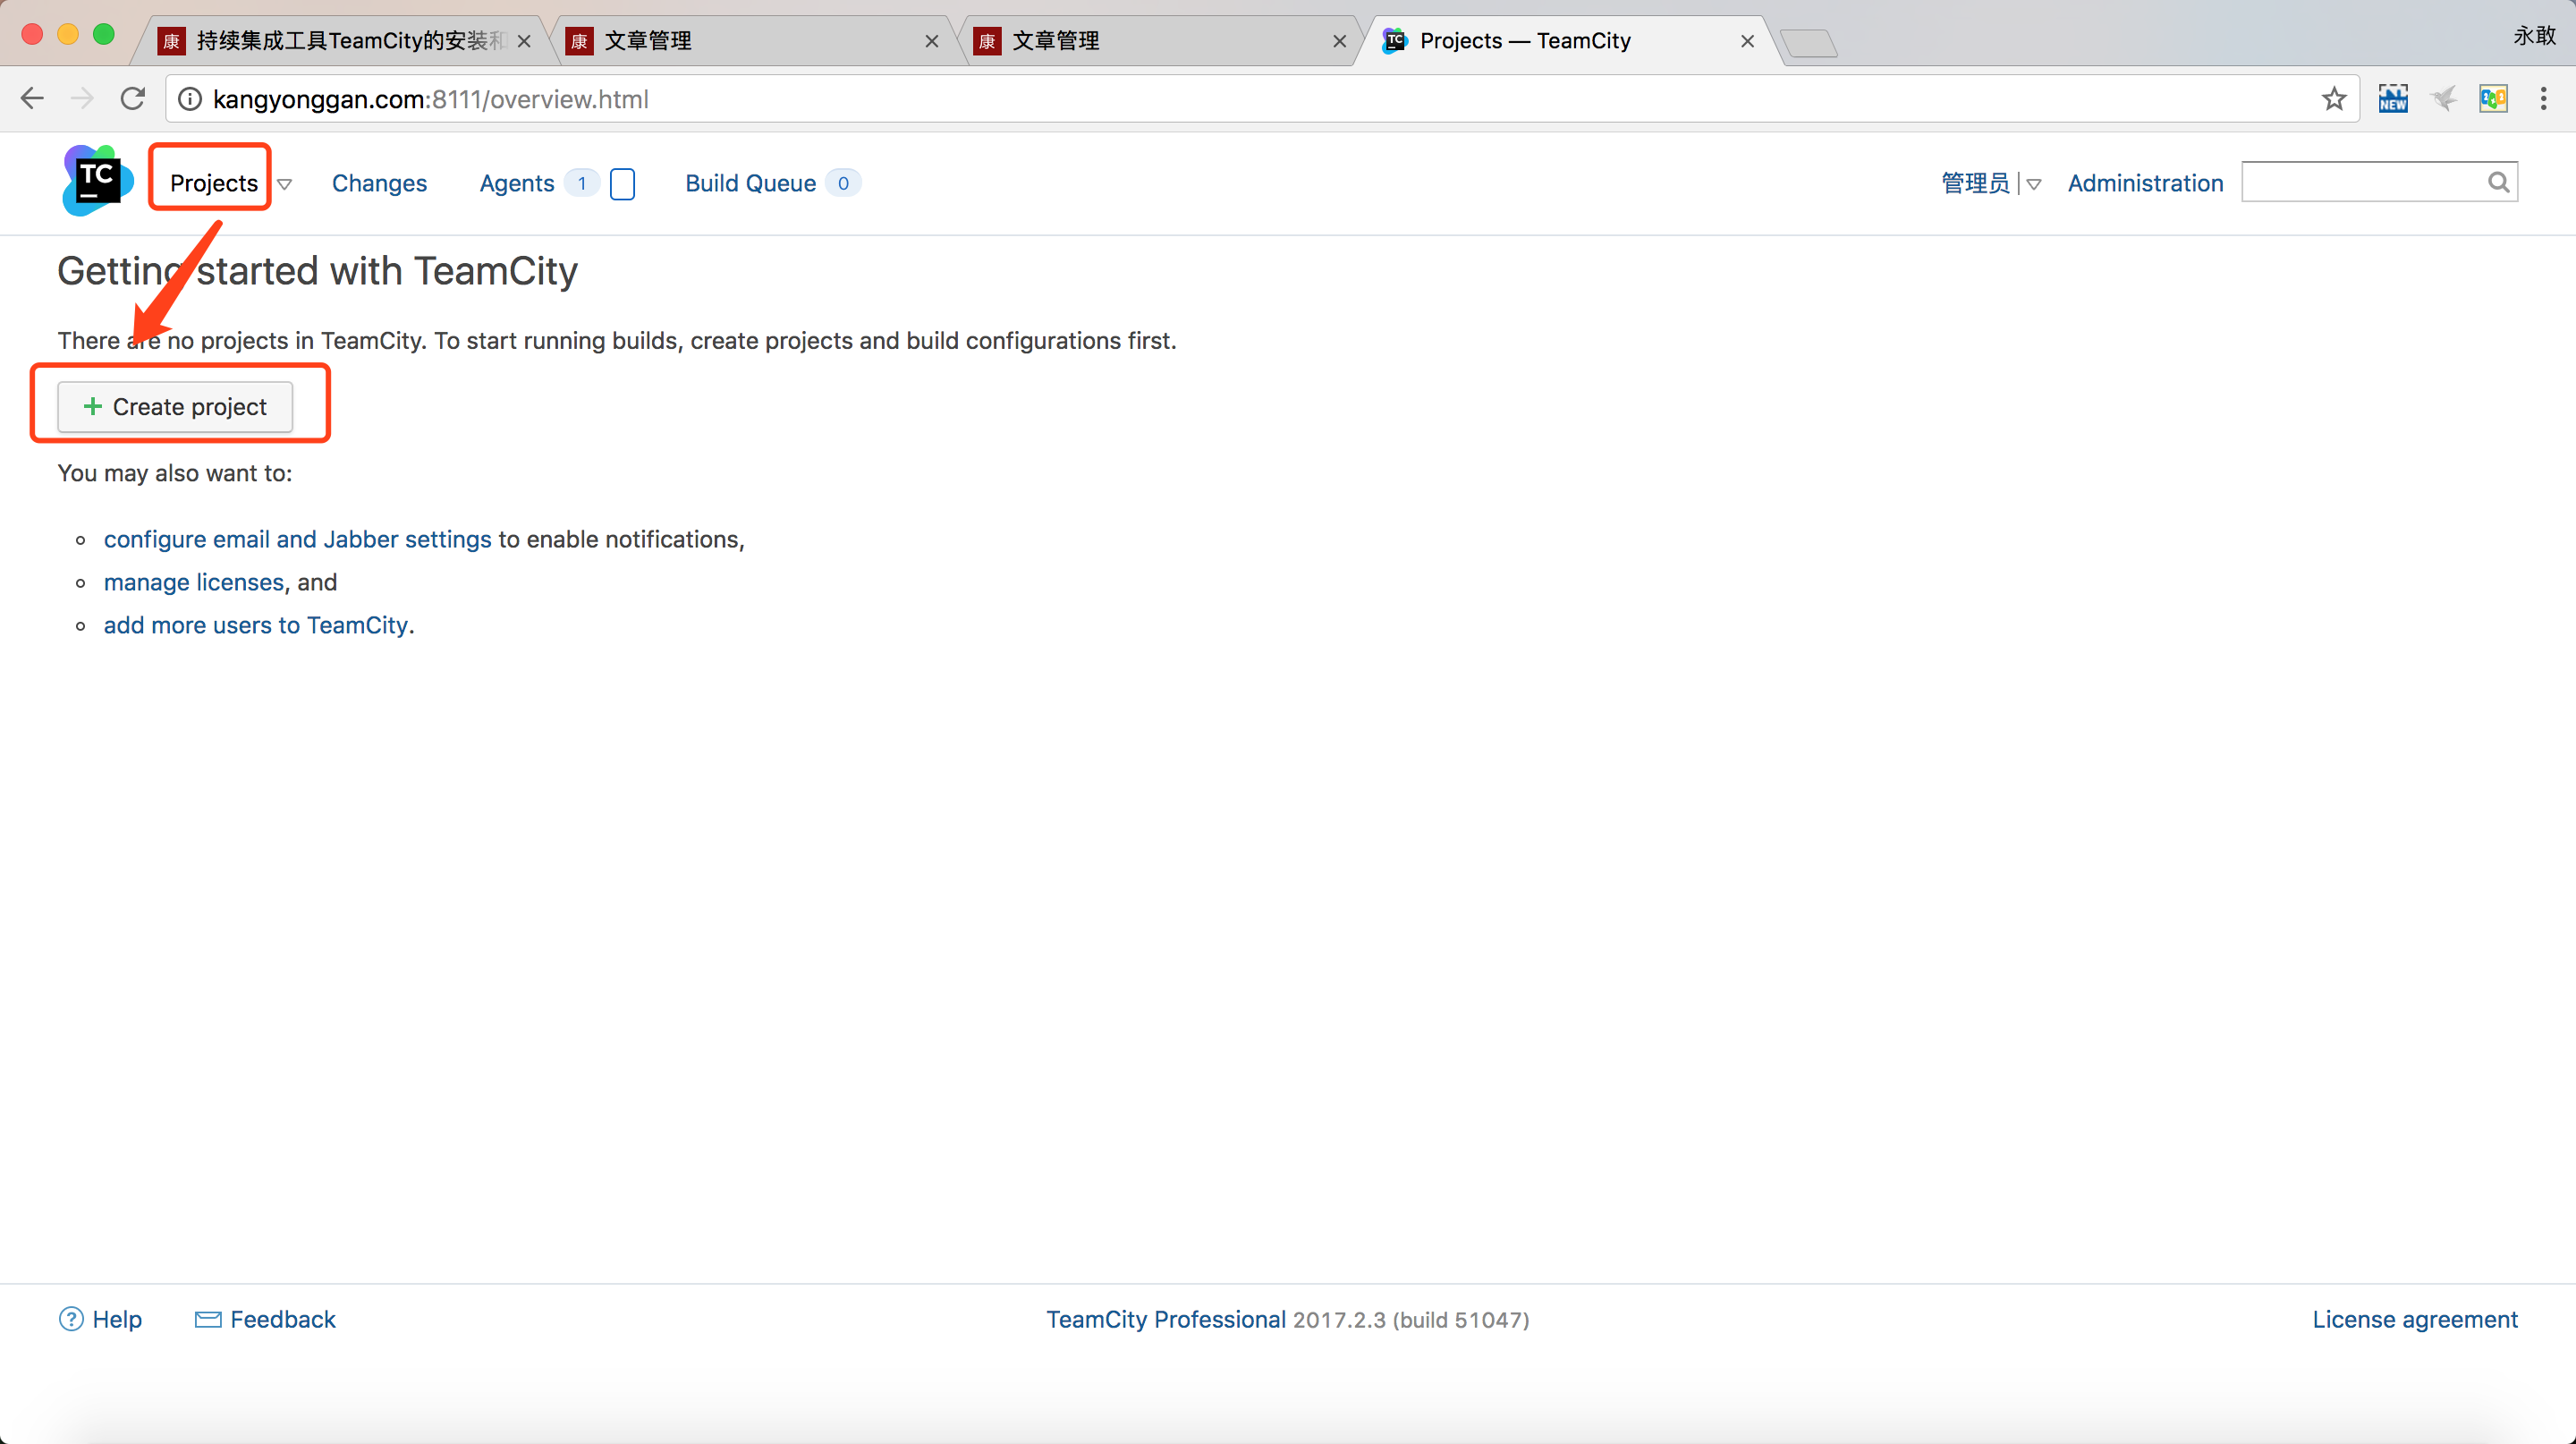 康 持续集成工具TeamCity的安装和
康 文章管理
康 文章管理
TC Projects — TeamCity
永敢
kangyonggan.com:8111/overview.html
NEW
TC Projects Changes Agents 1 Build Queue 0 管理员 Administration
Getting started with TeamCity
There are no projects in TeamCity. To start running builds, create projects and build configurations first.
+ Create project
You may also want to:
configure email and Jabber settings to enable notifications,
manage licenses, and
add more users to TeamCity.
? Help Feedback TeamCity Professional 2017.2.3 (build 51047) License agreement